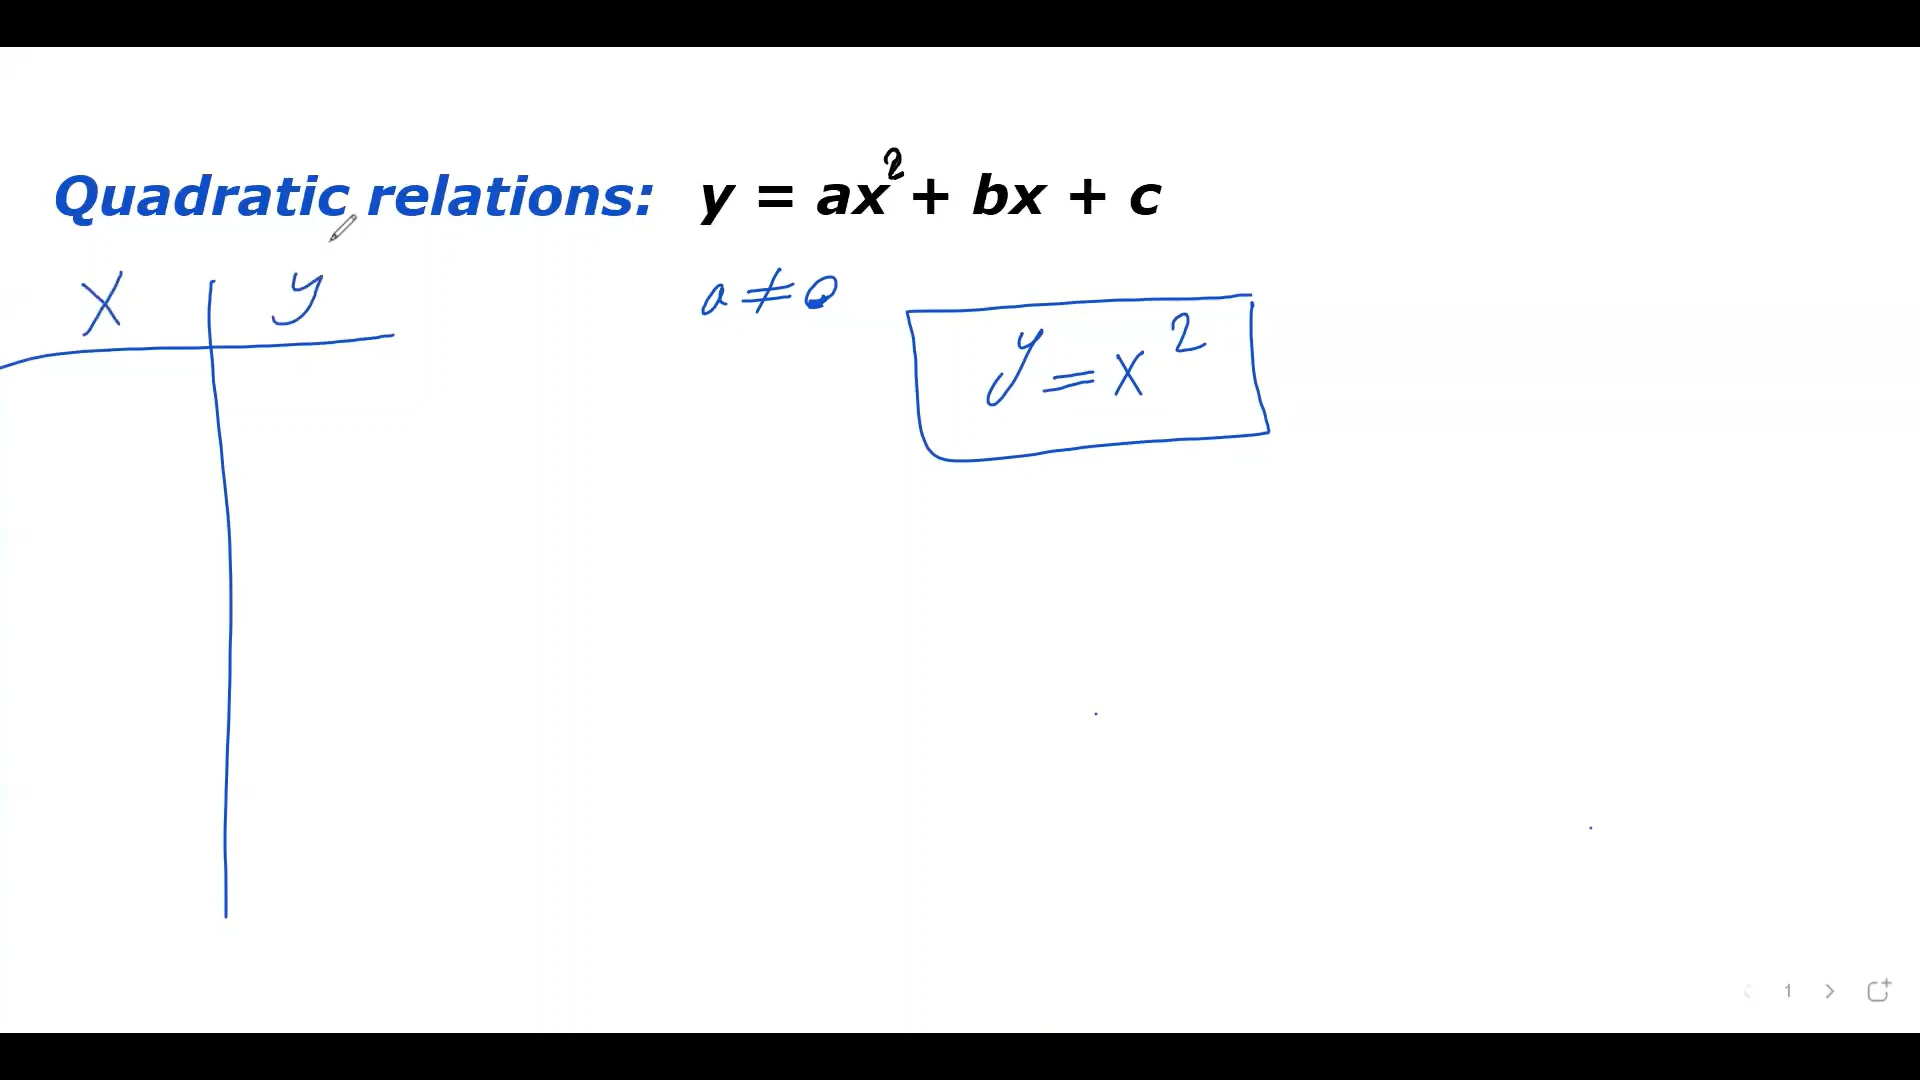 Quadratic relations: y = ax² + bx + c
x y
a ≠ 0
y = x²
1